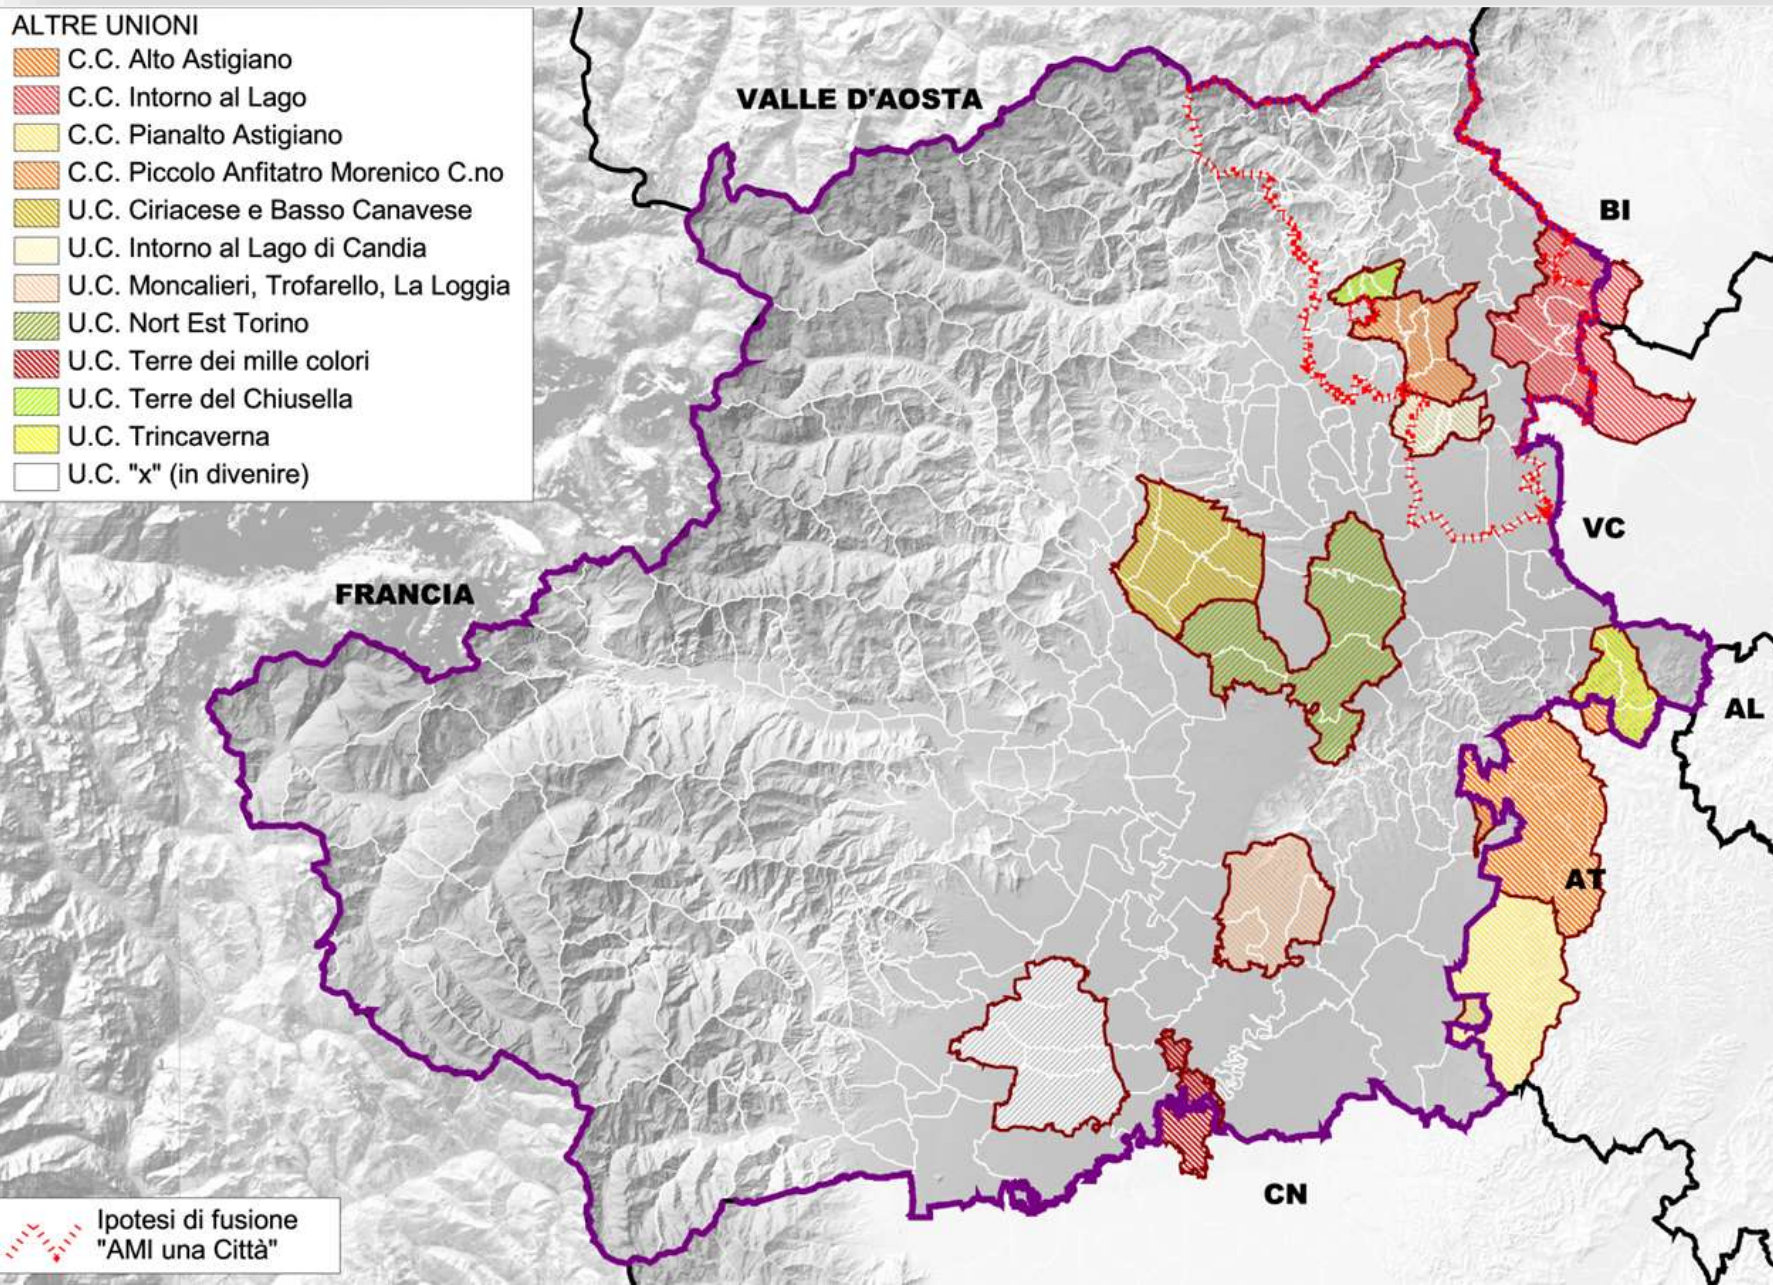 ALTRE UNIONI
C.C. Alto Astigiano
C.C. Intorno al Lago
C.C. Pianalto Astigiano
C.C. Piccolo Anfitatro Morenico C.no
U.C. Ciriacese e Basso Canavese
U.C. Intorno al Lago di Candia
U.C. Moncalieri, Trofarello, La Loggia
U.C. Nort Est Torino
U.C. Terre dei mille colori
U.C. Terre del Chiusella
U.C. Trincaverna
U.C. "x" (in divenire)
VALLE D'AOSTA
BI
VC
FRANCIA
AL
AT
CN
Ipotesi di fusione
"AMI una Città"